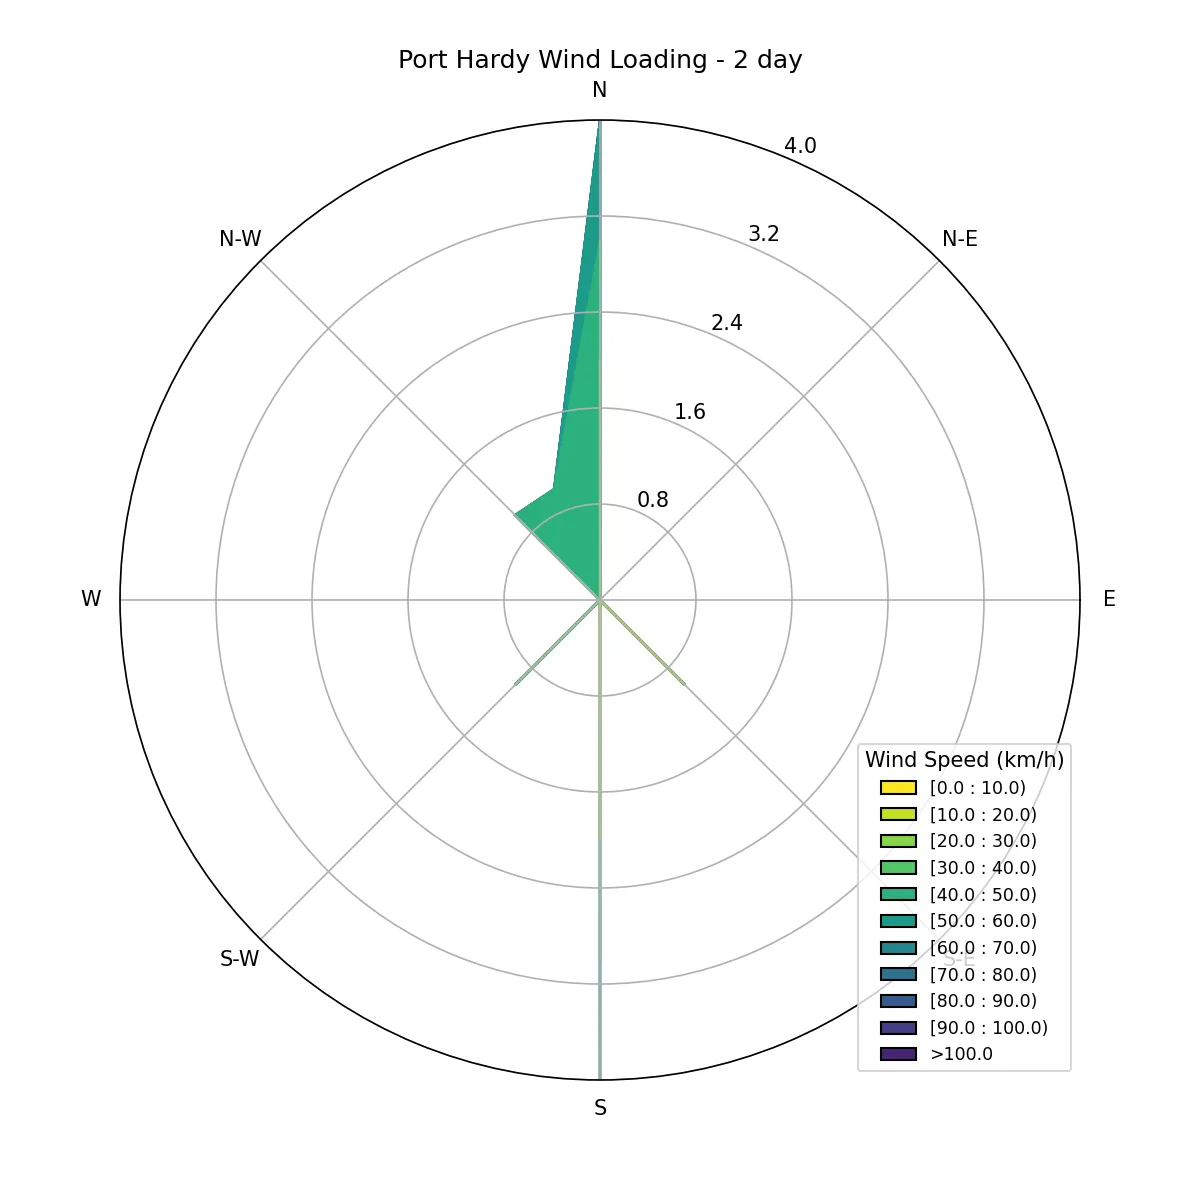 Port Hardy Wind Loading - 2 day
N
4.0
N-W
N-E
3.2
2.4
1.6
0.8
W
E
S-W
S-E
S
Wind Speed (km/h)
[0.0 : 10.0)
[10.0 : 20.0)
[20.0 : 30.0)
[30.0 : 40.0)
[40.0 : 50.0)
[50.0 : 60.0)
[60.0 : 70.0)
[70.0 : 80.0)
[80.0 : 90.0)
[90.0 : 100.0)
>100.0